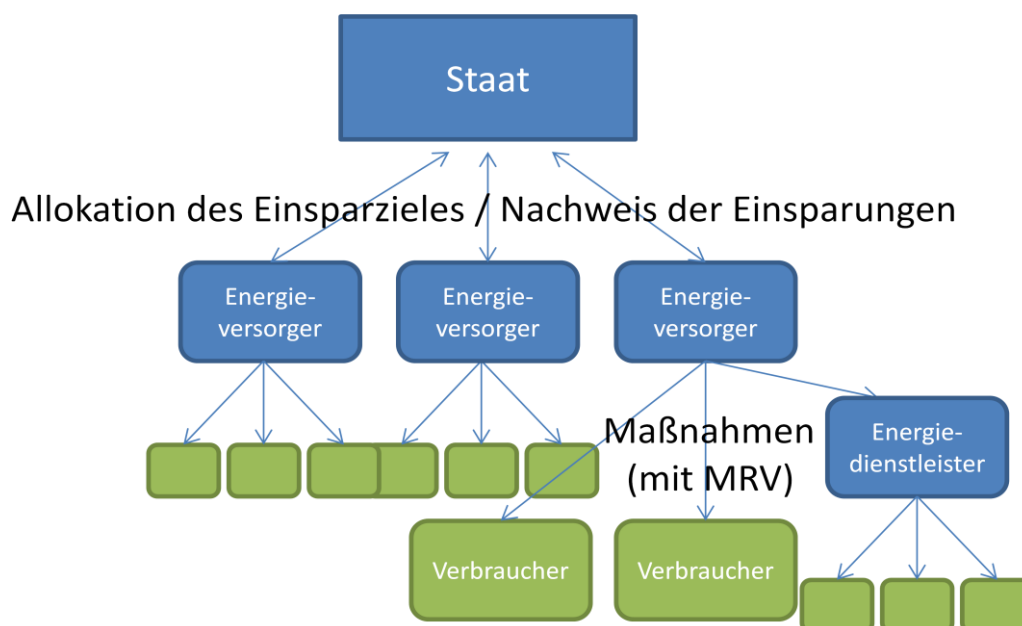 Staat
Allokation des Einsparzieles / Nachweis der Einsparungen
Energie-
versorger
Energie-
versorger
Energie-
versorger
Maßnahmen
(mit MRV)
Energie-
dienstleister
Verbraucher
Verbraucher